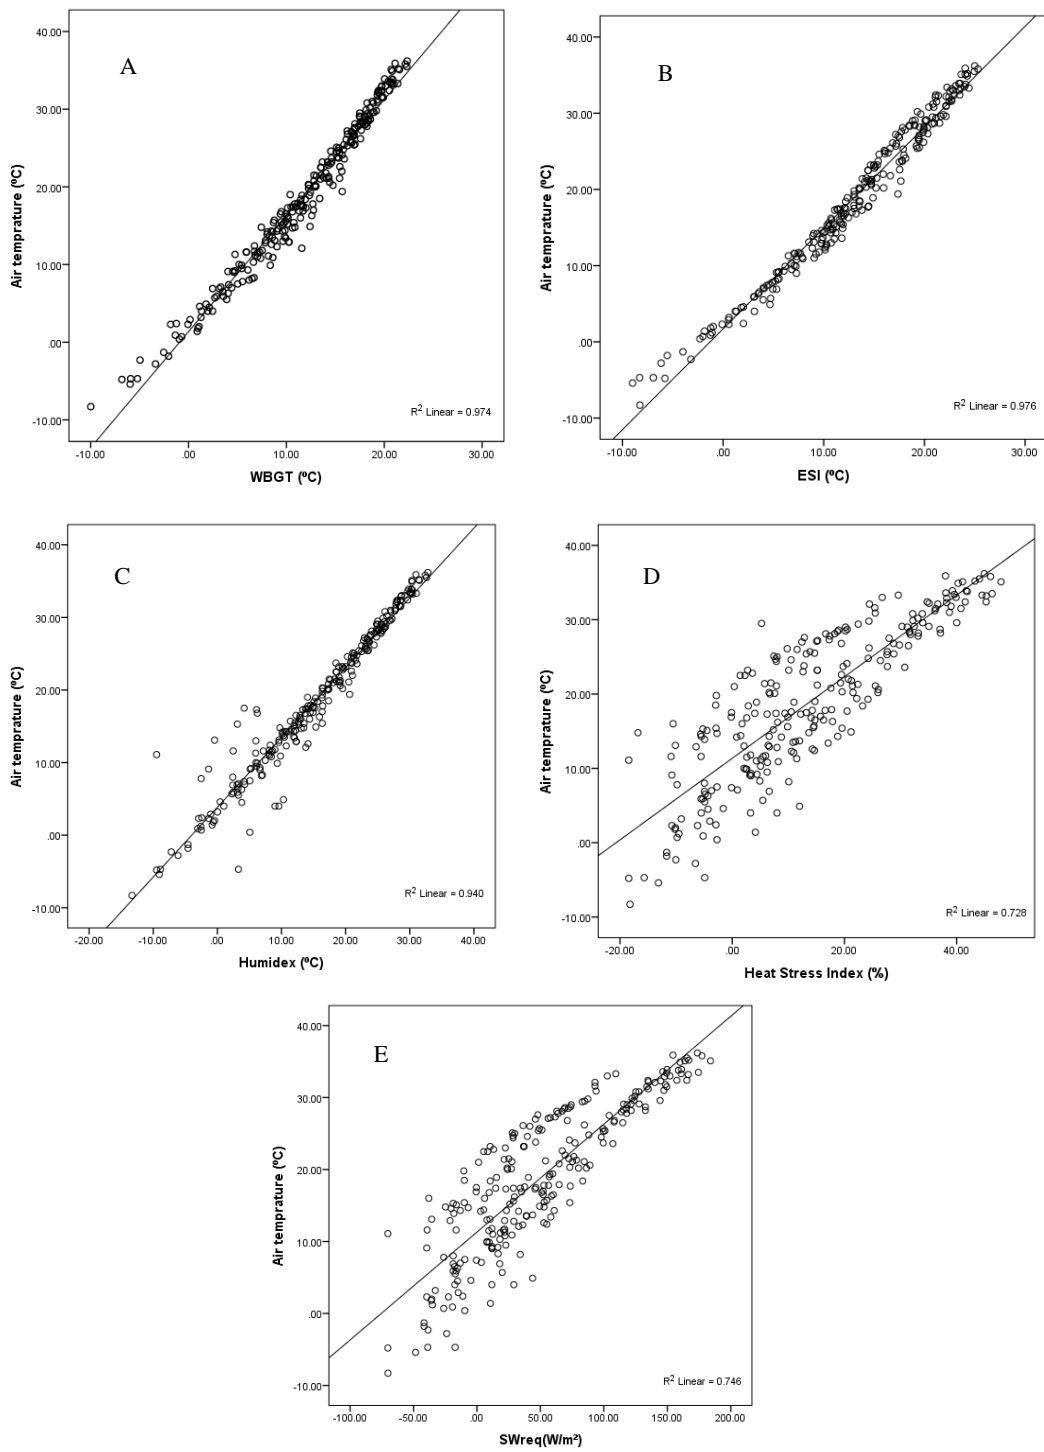 A
40.00
30.00
20.00
10.00
.00
-10.00
Air temprature (ºC)
R2 Linear = 0.974
-10.00 .00 10.00 20.00 30.00
WBGT (ºC)
B
40.00
30.00
20.00
10.00
.00
-10.00
Air temprature (ºC)
R2 Linear = 0.976
-10.00 .00 10.00 20.00 30.00
ESI (ºC)
C
40.00
30.00
20.00
10.00
.00
-10.00
Air temprature (ºC)
R2 Linear = 0.940
-20.00 -10.00 .00 10.00 20.00 30.00 40.00
Humidex (ºC)
D
40.00
30.00
20.00
10.00
.00
-10.00
Air temprature (ºC)
R2 Linear = 0.728
-20.00 .00 20.00 40.00
Heat Stress Index (%)
E
40.00
30.00
20.00
10.00
.00
-10.00
Air temprature (ºC)
R2 Linear = 0.746
-100.00 -50.00 .00 50.00 100.00 150.00 200.00
SWreq(W/m²)